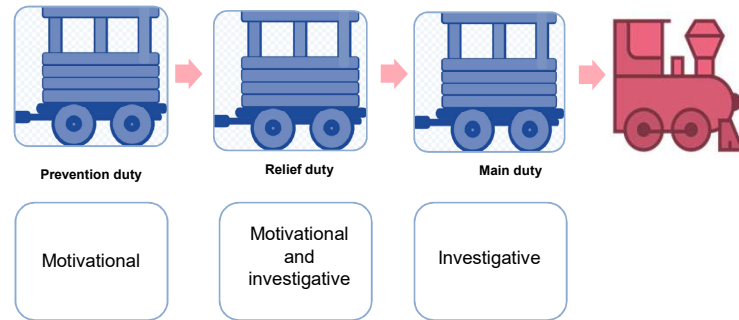 Prevention duty
Relief duty
Main duty
Motivational
Motivational
and
investigative
Investigative